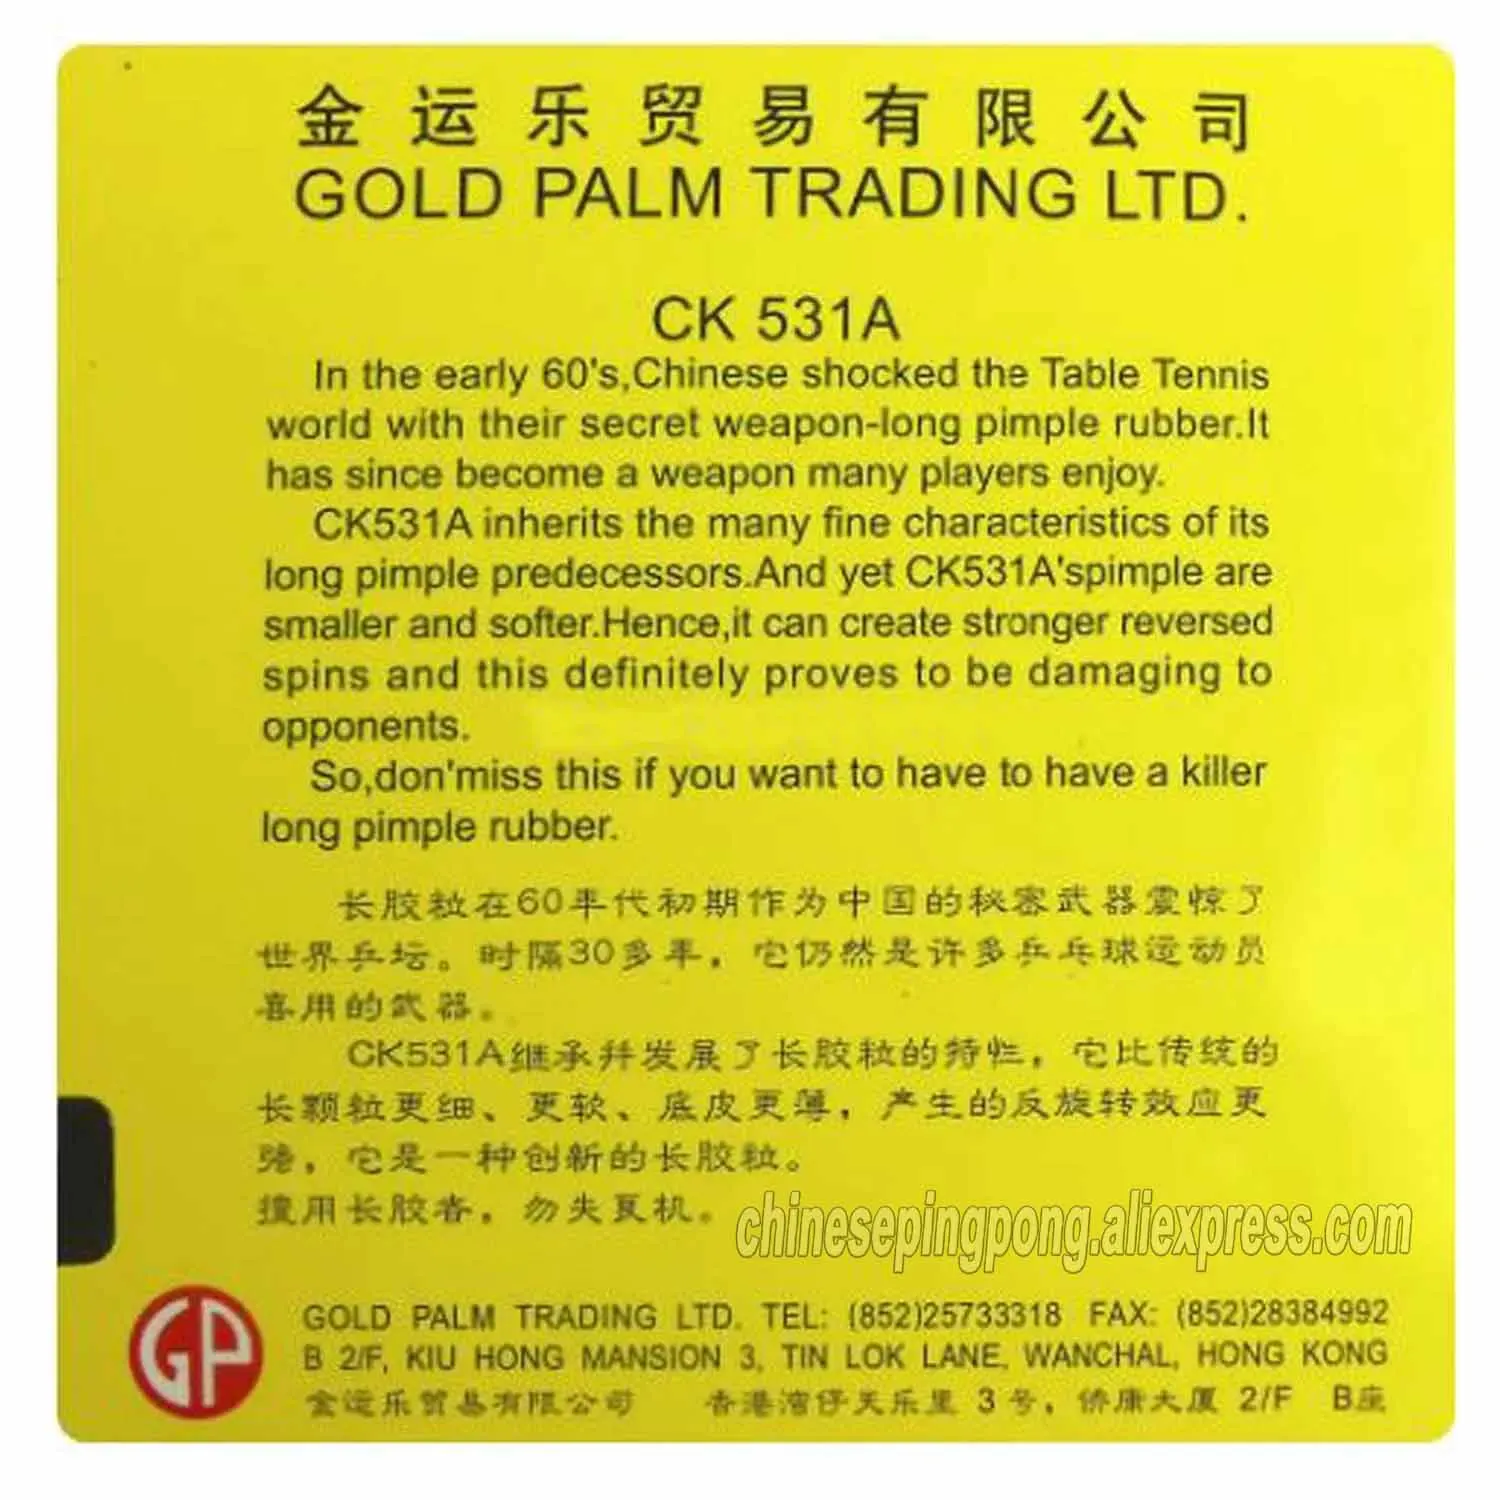 金运乐贸易有限公司
GOLD PALM TRADING LTD.
CK 531A
In the early 60's,Chinese shocked the Table Tennis
world with their secret weapon-long pimple rubber.It
has since become a weapon many players enjoy.
CK531A inherits the many fine characteristics of its
long pimple predecessors.And yet CK531A'spimple are
smaller and softer.Hence,it can create stronger reversed
spins and this definitely proves to be damaging to
opponents.
So,don'miss this if you want to have to have a killer
long pimple rubber.
长胶粒在60年代初期作为中国的秘密武器震惊了
世界乒坛。时隔30多年，它仍然是许多乒乓球运动员
喜用的武器。
CK531A继承并发展了长胶粒的特性，它比传统的
长颗粒更细、更软、底皮更薄，产生的反旋转效应更
强，它是一种创新的长胶粒。
擅用长胶者，勿失良机。
chinesepingpong.aliexpress.com
GP
GOLD PALM TRADING LTD. TEL: (852)25733318 FAX: (852)28384992
B 2/F, KIU HONG MANSION 3, TIN LOK LANE, WANCHAL, HONG KONG
金运乐贸易有限公司 香港湾仔天乐里 3 号，侨康大厦 2/F B座